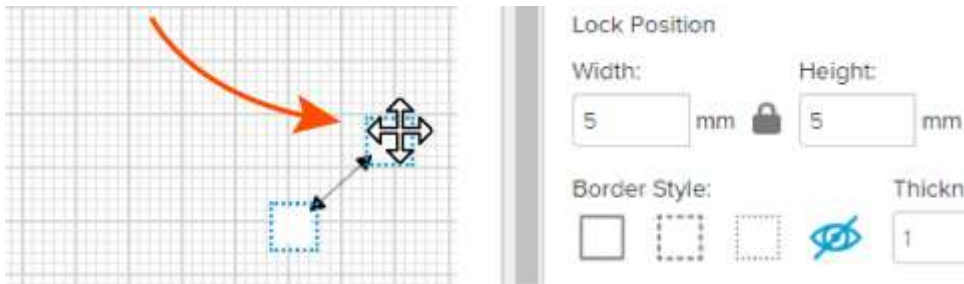 Lock Position
Width: Height:
5 mm 5 mm
Border Style: Thickn
1